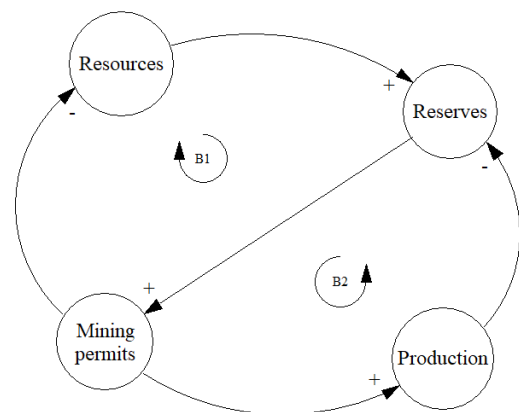 Resources
+
Reserves
-
B1
-
+
B2
Mining
permits
Production
+